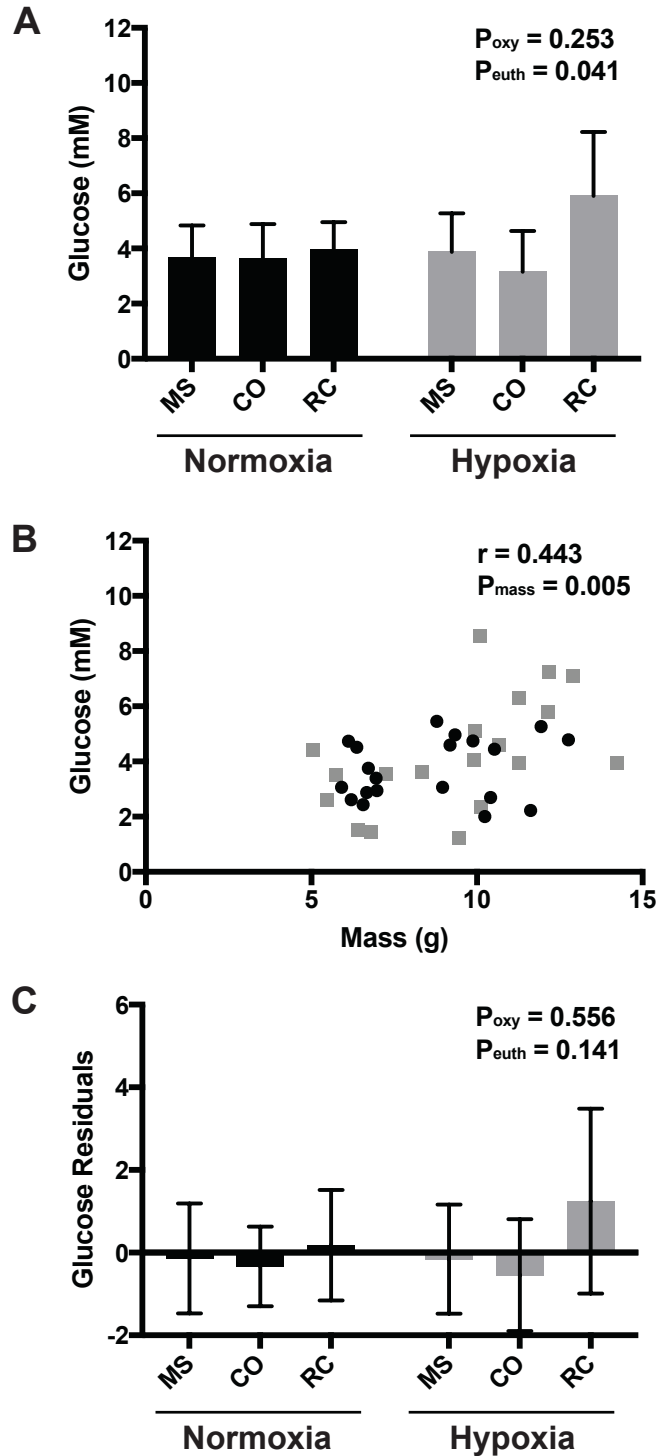 A
12
10
8
6
4
2
0
Glucose (mM)
Poxy = 0.253
Peuth = 0.041
MS CO RC MS CO RC
Normoxia Hypoxia
B
12
10
8
6
4
2
0
Glucose (mM)
r = 0.443
Pmass = 0.005
0 5 10 15
Mass (g)
C
6
4
2
0
-2
Glucose Residuals
Poxy = 0.556
Peuth = 0.141
MS CO RC MS CO RC
Normoxia Hypoxia